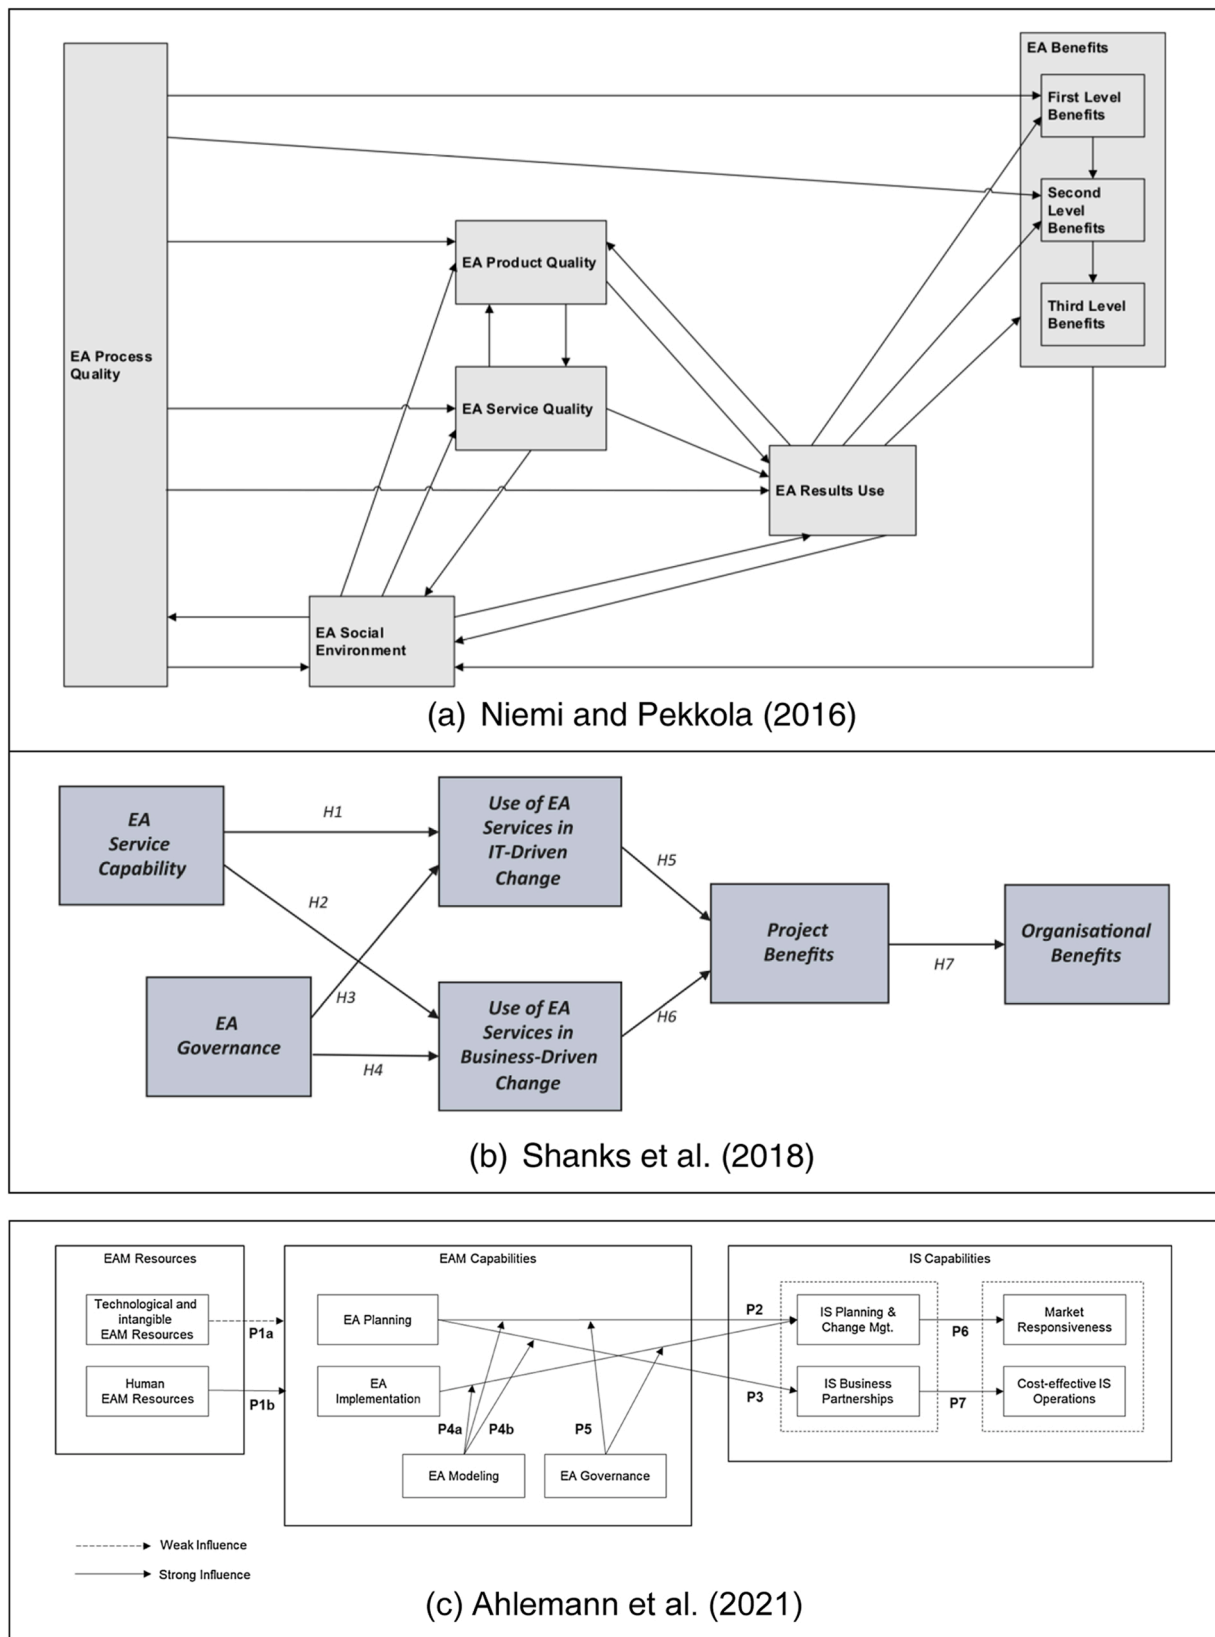 EA Benefits
First Level
Benefits
Second
Level
Benefits
Third Level
Benefits
EA Product Quality
EA Process
Quality
EA Service Quality
EA Results Use
EA Social
Environment
(a) Niemi and Pekkola (2016)
EA
Service
Capability
H1
Use of EA
Services in
IT-Driven
Change
H2
H5
H3
Project
Benefits
Organisational
Benefits
H7
EA
Governance
H4
Use of EA
Services in
Business-Driven
Change
H6
(b) Shanks et al. (2018)
EAM Resources
Technological and
intangible
EAM Resources
P1a
Human
EAM Resources
P1b
EAM Capabilities
EA Planning
EA
Implementation
P4a
P4b
P5
EA Modeling
EA Governance
P2
P3
IS Capabilities
IS Planning &
Change Mgt.
P6
Market
Responsiveness
IS Business
Partnerships
P7
Cost-effective IS
Operations
Weak Influence
Strong Influence
(c) Ahlemann et al. (2021)